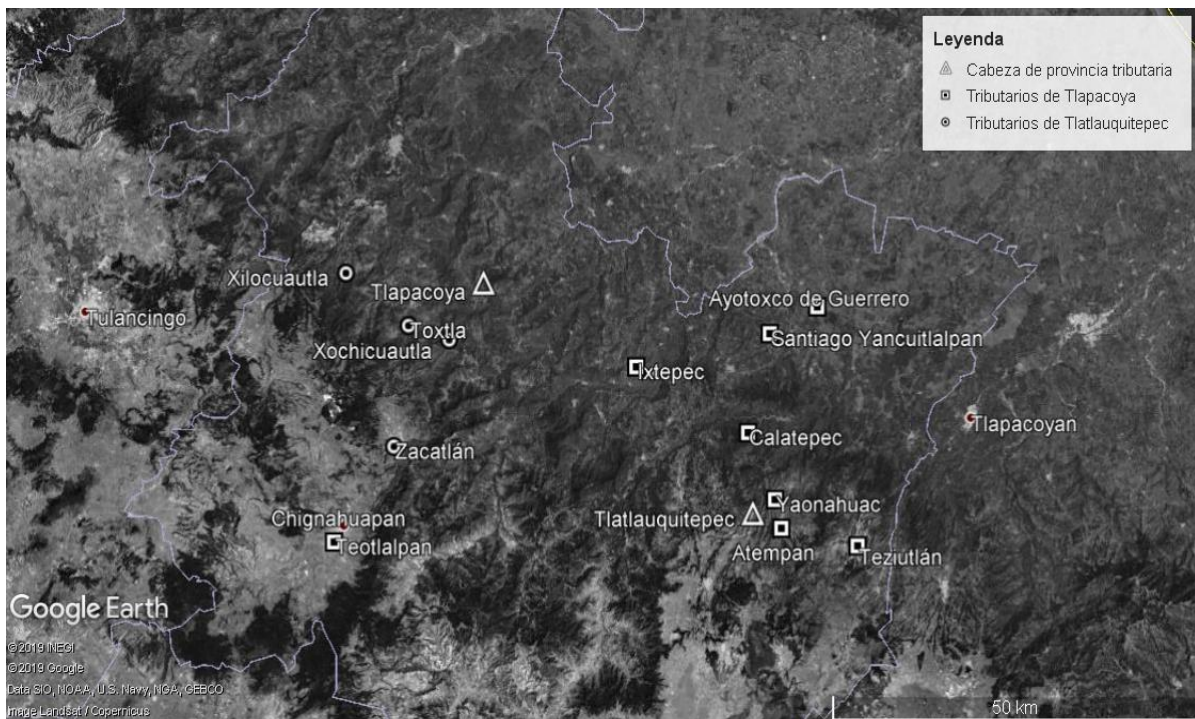 Leyenda
Cabeza de provincia tributaria
Tributarios de Tlapacoya
Tributarios de Tlatlauquitepec
Xilocuautla
Tlapacoya
Tulancingo
Toxtla
Xochicuautla
Ayotoxco de Guerrero
Santiago Yancuitlalpan
Ixtepec
Tlapacoyan
Zacatlán
Calatepec
Yaonahuac
Chignahuapan
Tlatlauquitepec
Teotlalpan
Atempan
Teziutlán
Google Earth
©2019 INEGI
©2019 Google
Data SIO, NOAA, U.S. Navy, NGA, GEBCO
Image Landsat / Copernicus
50 km